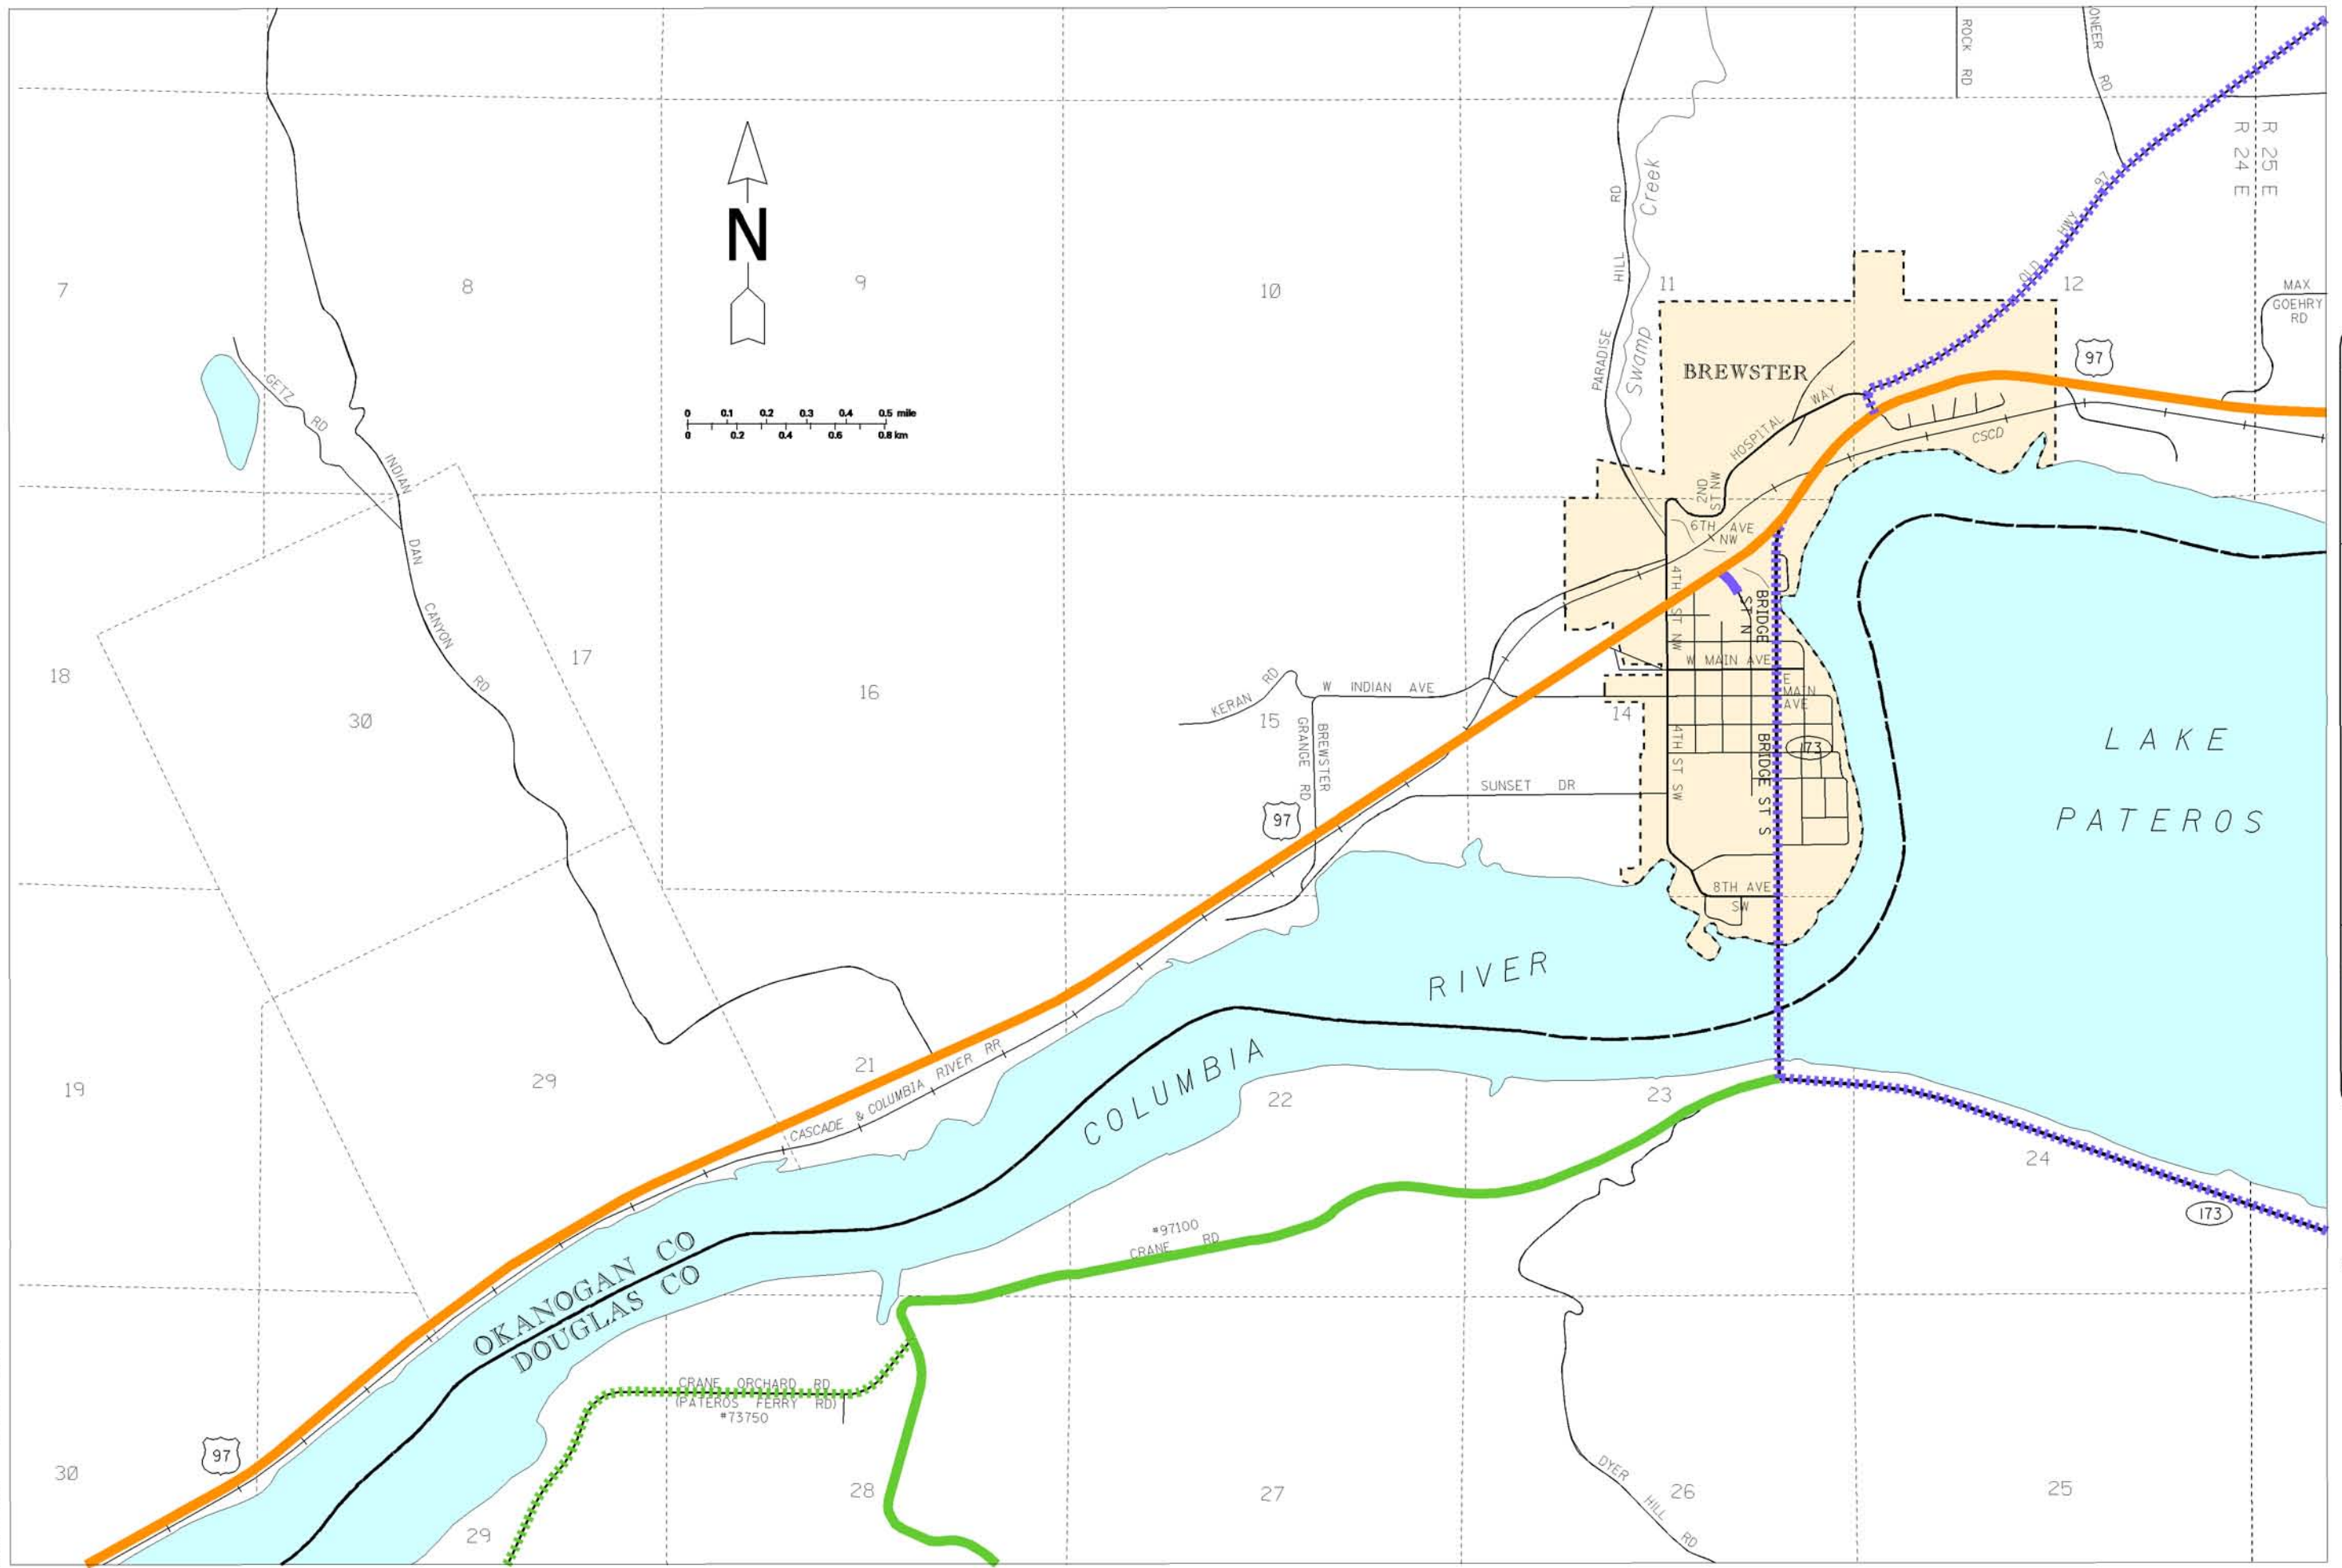 ROCK RD
ONEER RD
R 24 E
R 25 E
N
0 0.1 0.2 0.3 0.4 0.5 mile
0 0.2 0.4 0.6 0.8 km
7
8
9
10
11
12
PARADISE HILL RD
Swamp Creek
OLD HWY 97
MAX
GOEHRY
RD
97
BREWSTER
GETZ RD
HOSPITAL WAY
CSCD
2ND
ST NW
6TH AVE
NW
INDIAN DAN CANYON RD
4TH ST NW
BRIDGE
ST N
W MAIN AVE
E
MAIN
AVE
18
30
17
16
15
14
KERAN RD
W INDIAN AVE
BREWSTER
GRANGE RD
SUNSET DR
4TH ST SW
BRIDGE ST S
173
97
8TH AVE
SW
LAKE
PATEROS
COLUMBIA RIVER
19
29
21
22
23
24
CASCADE & COLUMBIA RIVER RR
173
#97100
CRANE RD
OKANOGAN CO
DOUGLAS CO
CRANE ORCHARD RD
(PATEROS FERRY RD)
#73750
97
30
29
28
27
26
25
DYER HILL RD